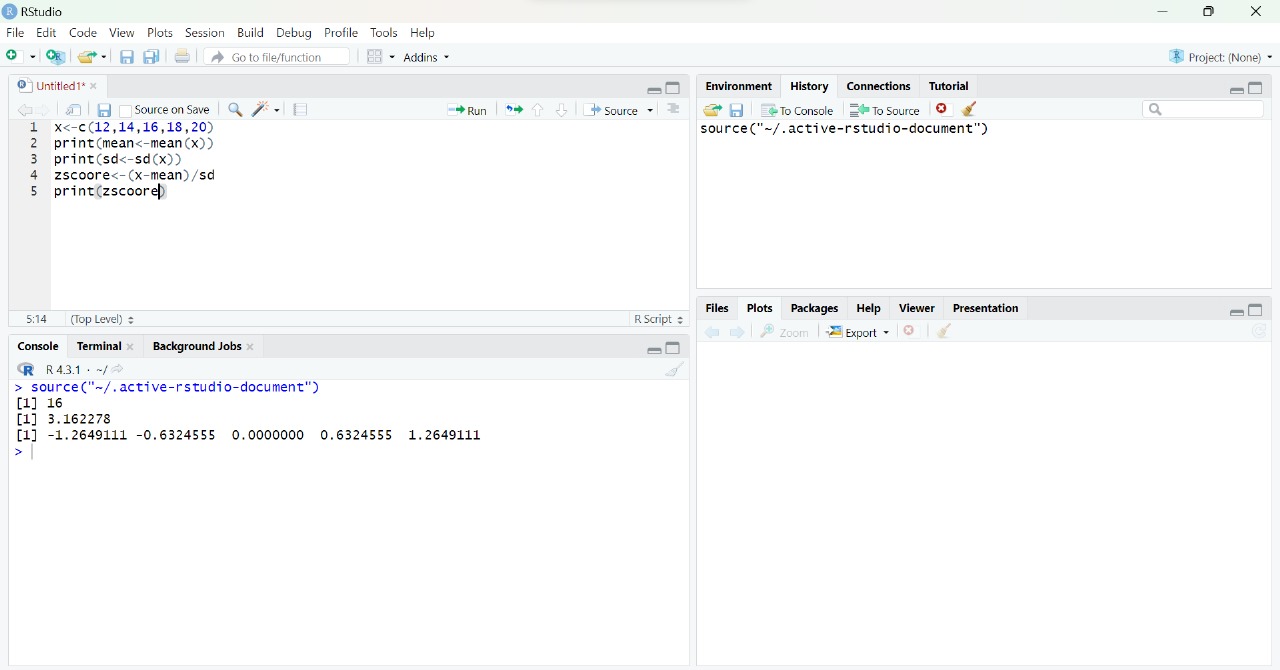 RStudio
File Edit Code View Plots Session Build Debug Profile Tools Help
Go to file/function Addins Project: (None)
Untitled1*
Source on Save Run Source
1 x<-c(12,14,16,18,20)
2 print(mean<-mean(x))
3 print(sd<-sd(x))
4 zscoore<-(x-mean)/sd
5 print(zscoore)
5:14 (Top Level) R Script
Console Terminal Background Jobs
R 4.3.1 · ~/
> source("~/.active-rstudio-document")
[1] 16
[1] 3.162278
[1] -1.2649111 -0.6324555 0.0000000 0.6324555 1.2649111
>
Environment History Connections Tutorial
To Console To Source
source("~/.active-rstudio-document")
Files Plots Packages Help Viewer Presentation
Zoom Export